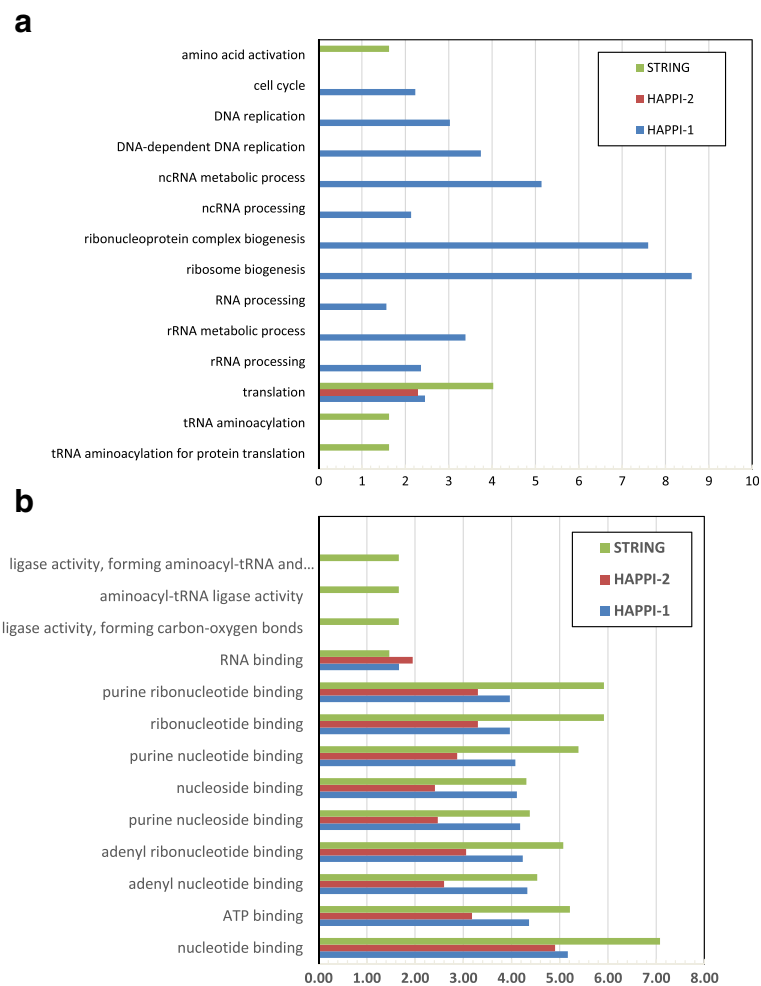 a
amino acid activation
cell cycle
DNA replication
DNA-dependent DNA replication
ncRNA metabolic process
ncRNA processing
ribonucleoprotein complex biogenesis
ribosome biogenesis
RNA processing
rRNA metabolic process
rRNA processing
translation
tRNA aminoacylation
tRNA aminoacylation for protein translation
STRING
HAPPI-2
HAPPI-1
0 1 2 3 4 5 6 7 8 9 10
b
ligase activity, forming aminoacyl-tRNA and...
aminoacyl-tRNA ligase activity
ligase activity, forming carbon-oxygen bonds
RNA binding
purine ribonucleotide binding
ribonucleotide binding
purine nucleotide binding
nucleoside binding
purine nucleoside binding
adenyl ribonucleotide binding
adenyl nucleotide binding
ATP binding
nucleotide binding
STRING
HAPPI-2
HAPPI-1
0.00 1.00 2.00 3.00 4.00 5.00 6.00 7.00 8.00